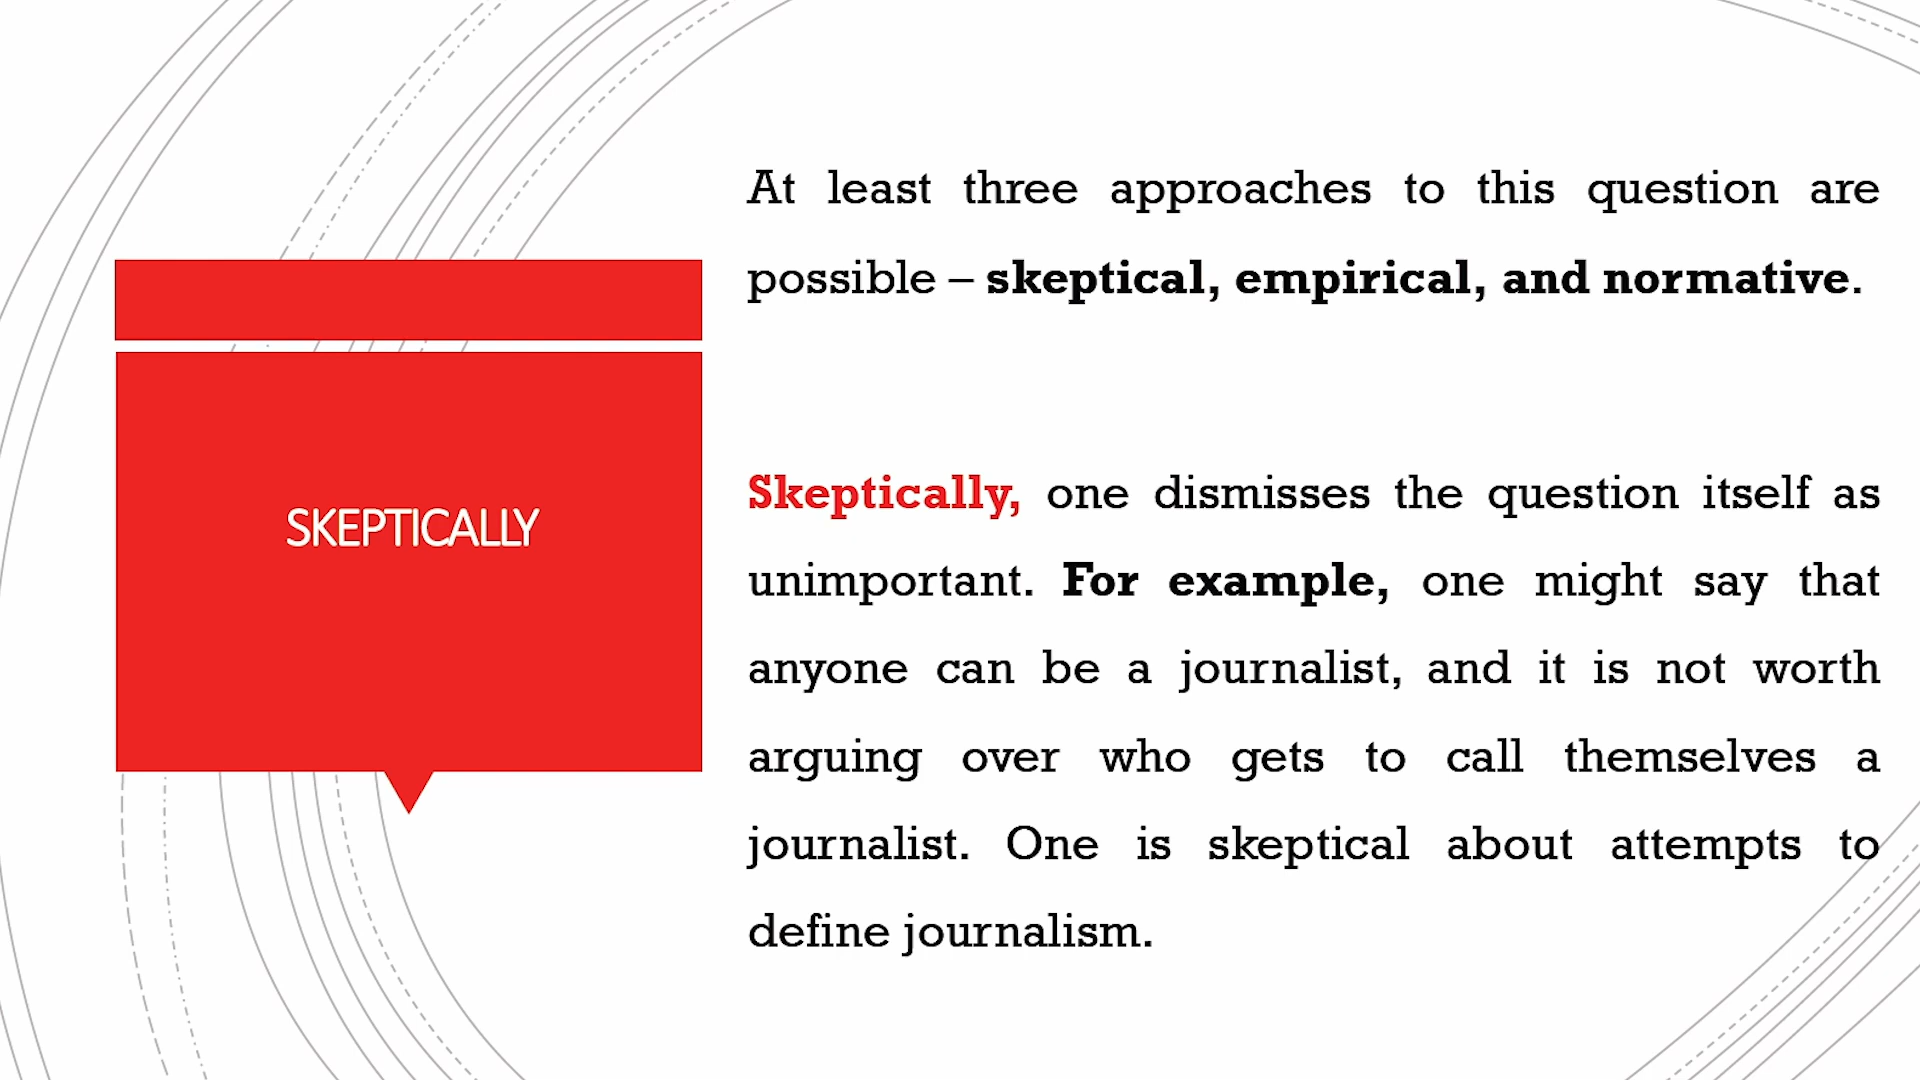 SKEPTICALLY
At least three approaches to this question are
possible – skeptical, empirical, and normative.
Skeptically, one dismisses the question itself as
unimportant. For example, one might say that
anyone can be a journalist, and it is not worth
arguing over who gets to call themselves a
journalist. One is skeptical about attempts to
define journalism.